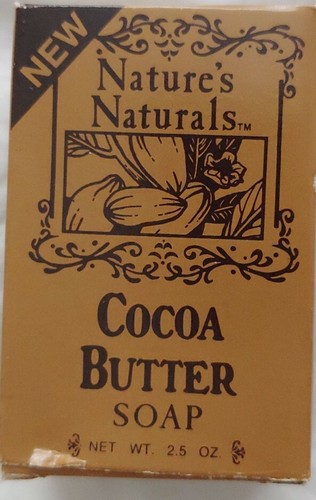 NEW
Nature's
Naturals™
COCOA
BUTTER
SOAP
NET WT. 2.5 OZ.